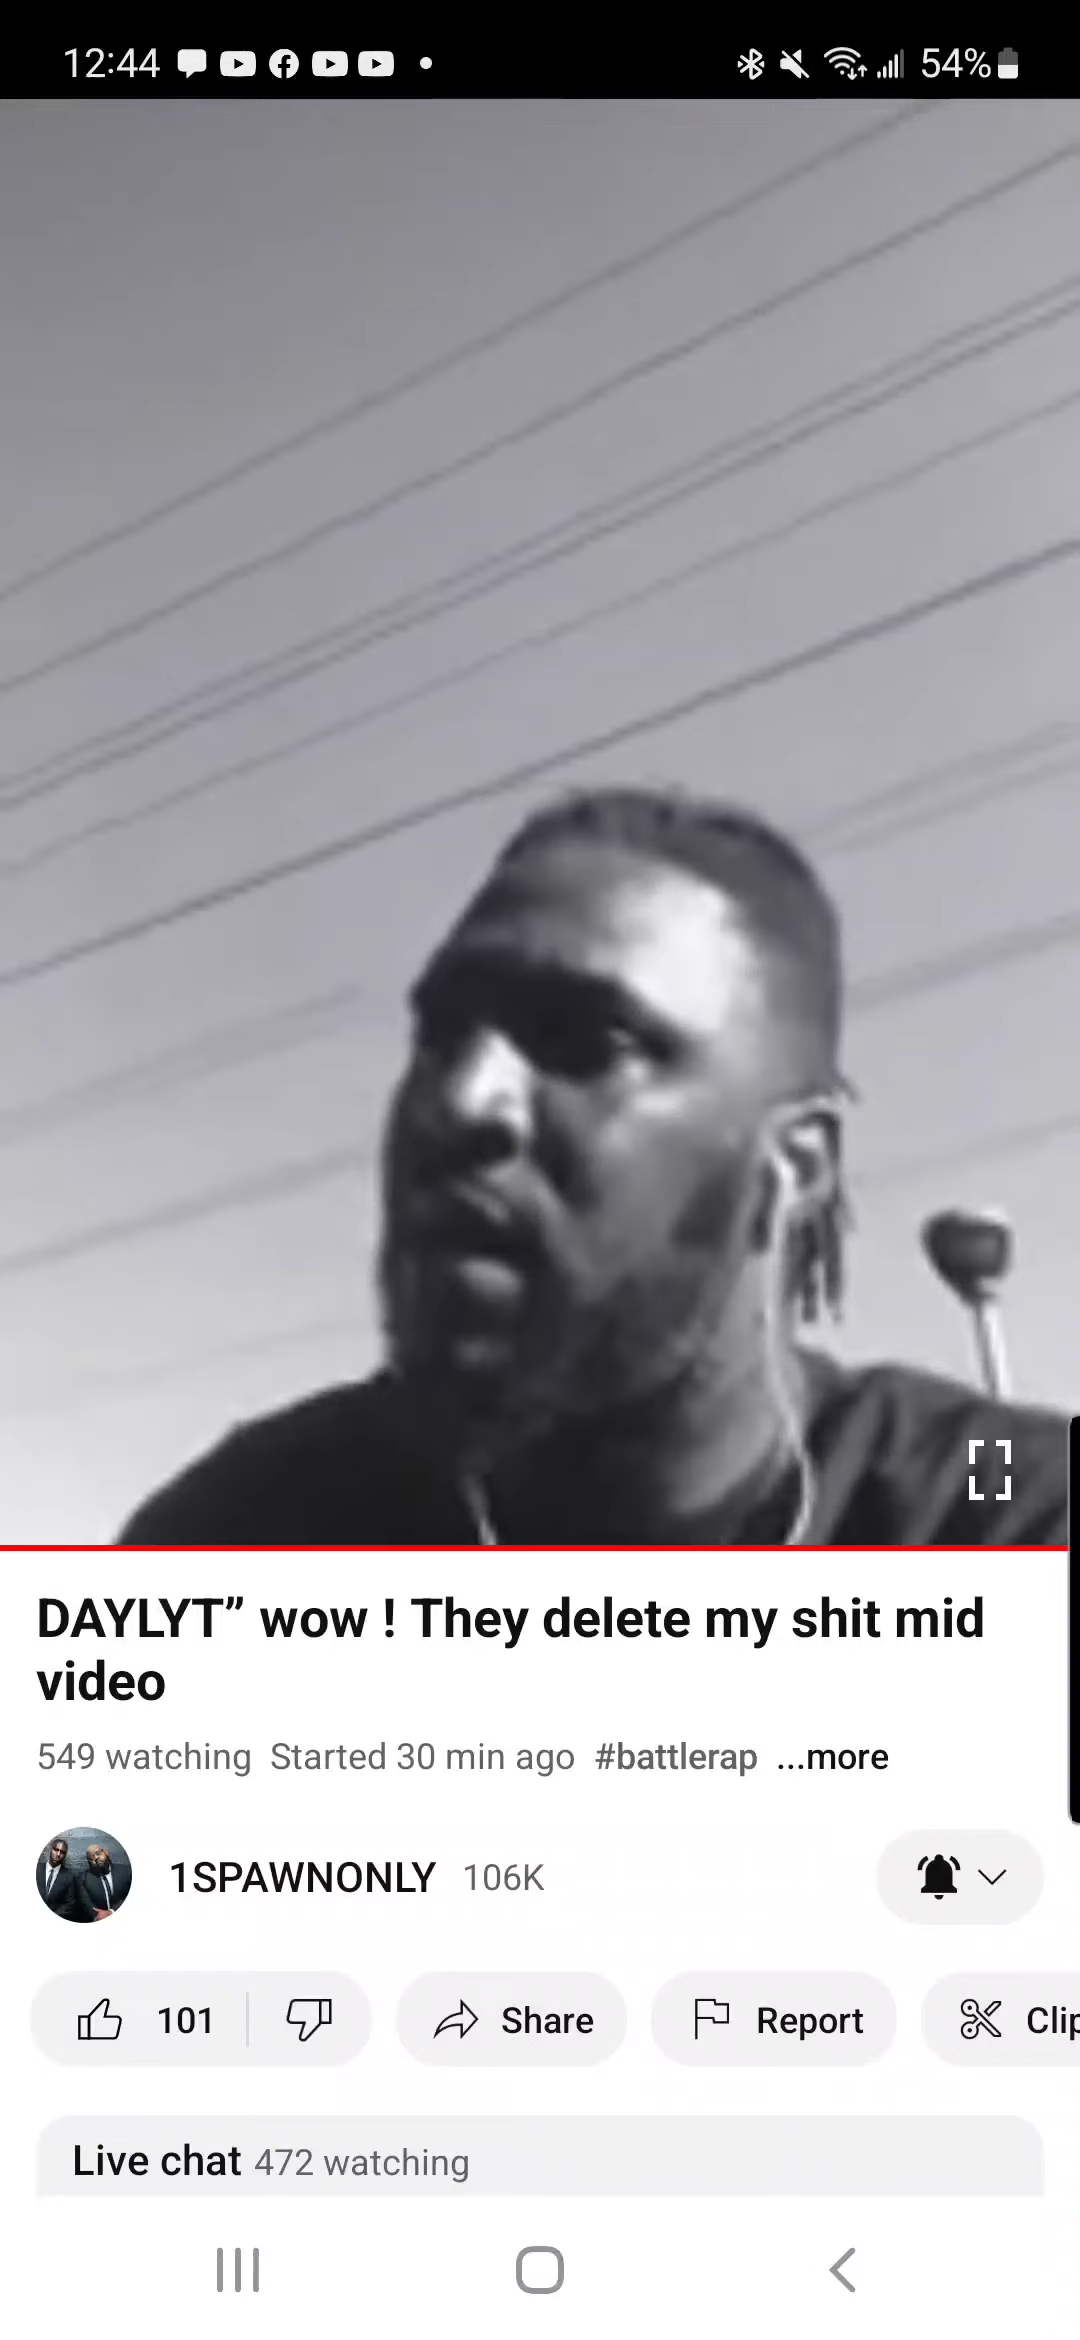 12:44 54%
DAYLYT” wow ! They delete my shit mid
video
549 watching Started 30 min ago #battlerap ...more
1SPAWNONLY 106K
101 Share Report Clip
Live chat 472 watching